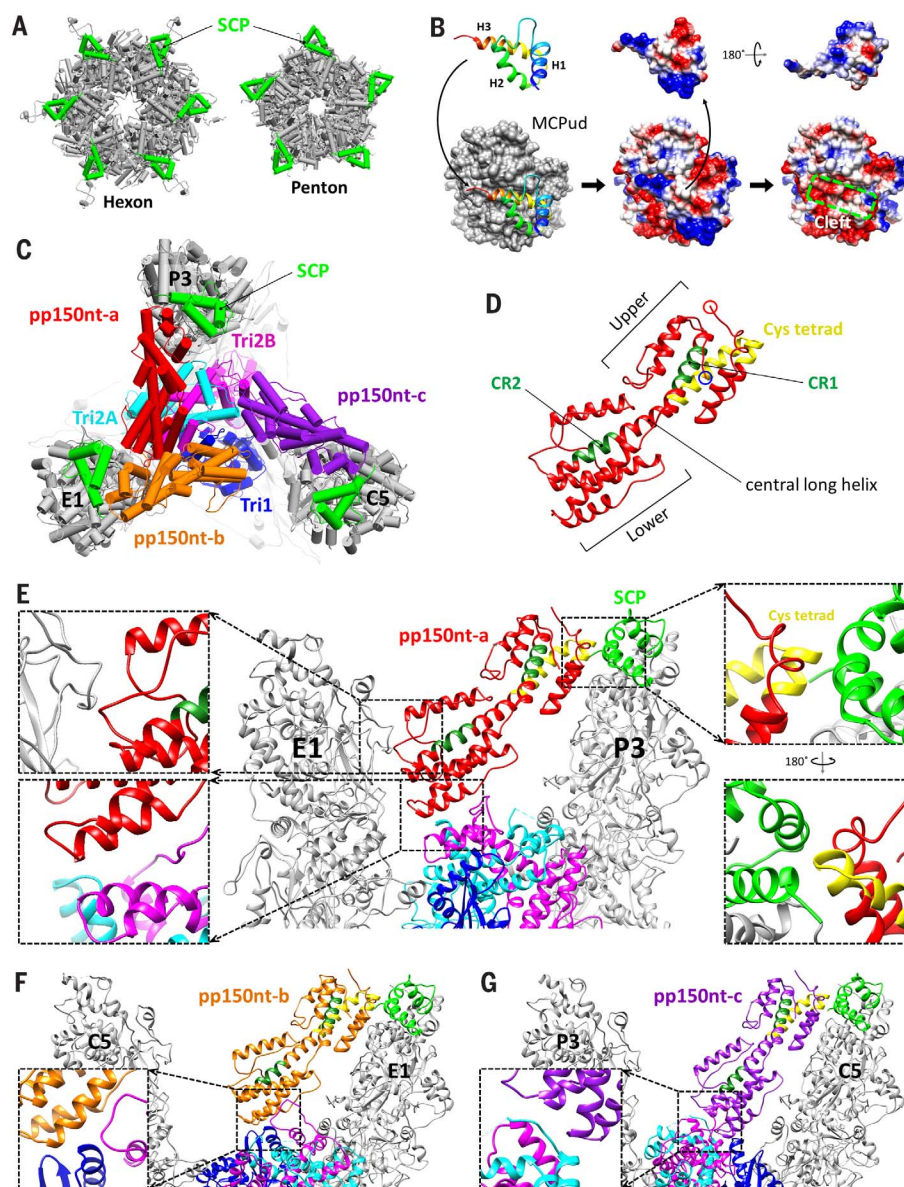 A
SCP
Hexon
Penton
B
H3
H2
H1
180°
MCPud
Cleft
C
P3
SCP
pp150nt-a
Tri2B
pp150nt-c
Tri2A
E1
C5
Tri1
pp150nt-b
D
Upper
Cys tetrad
CR2
CR1
central long helix
Lower
E
SCP
pp150nt-a
Cys tetrad
E1
P3
180°
F
pp150nt-b
C5
E1
G
pp150nt-c
P3
C5